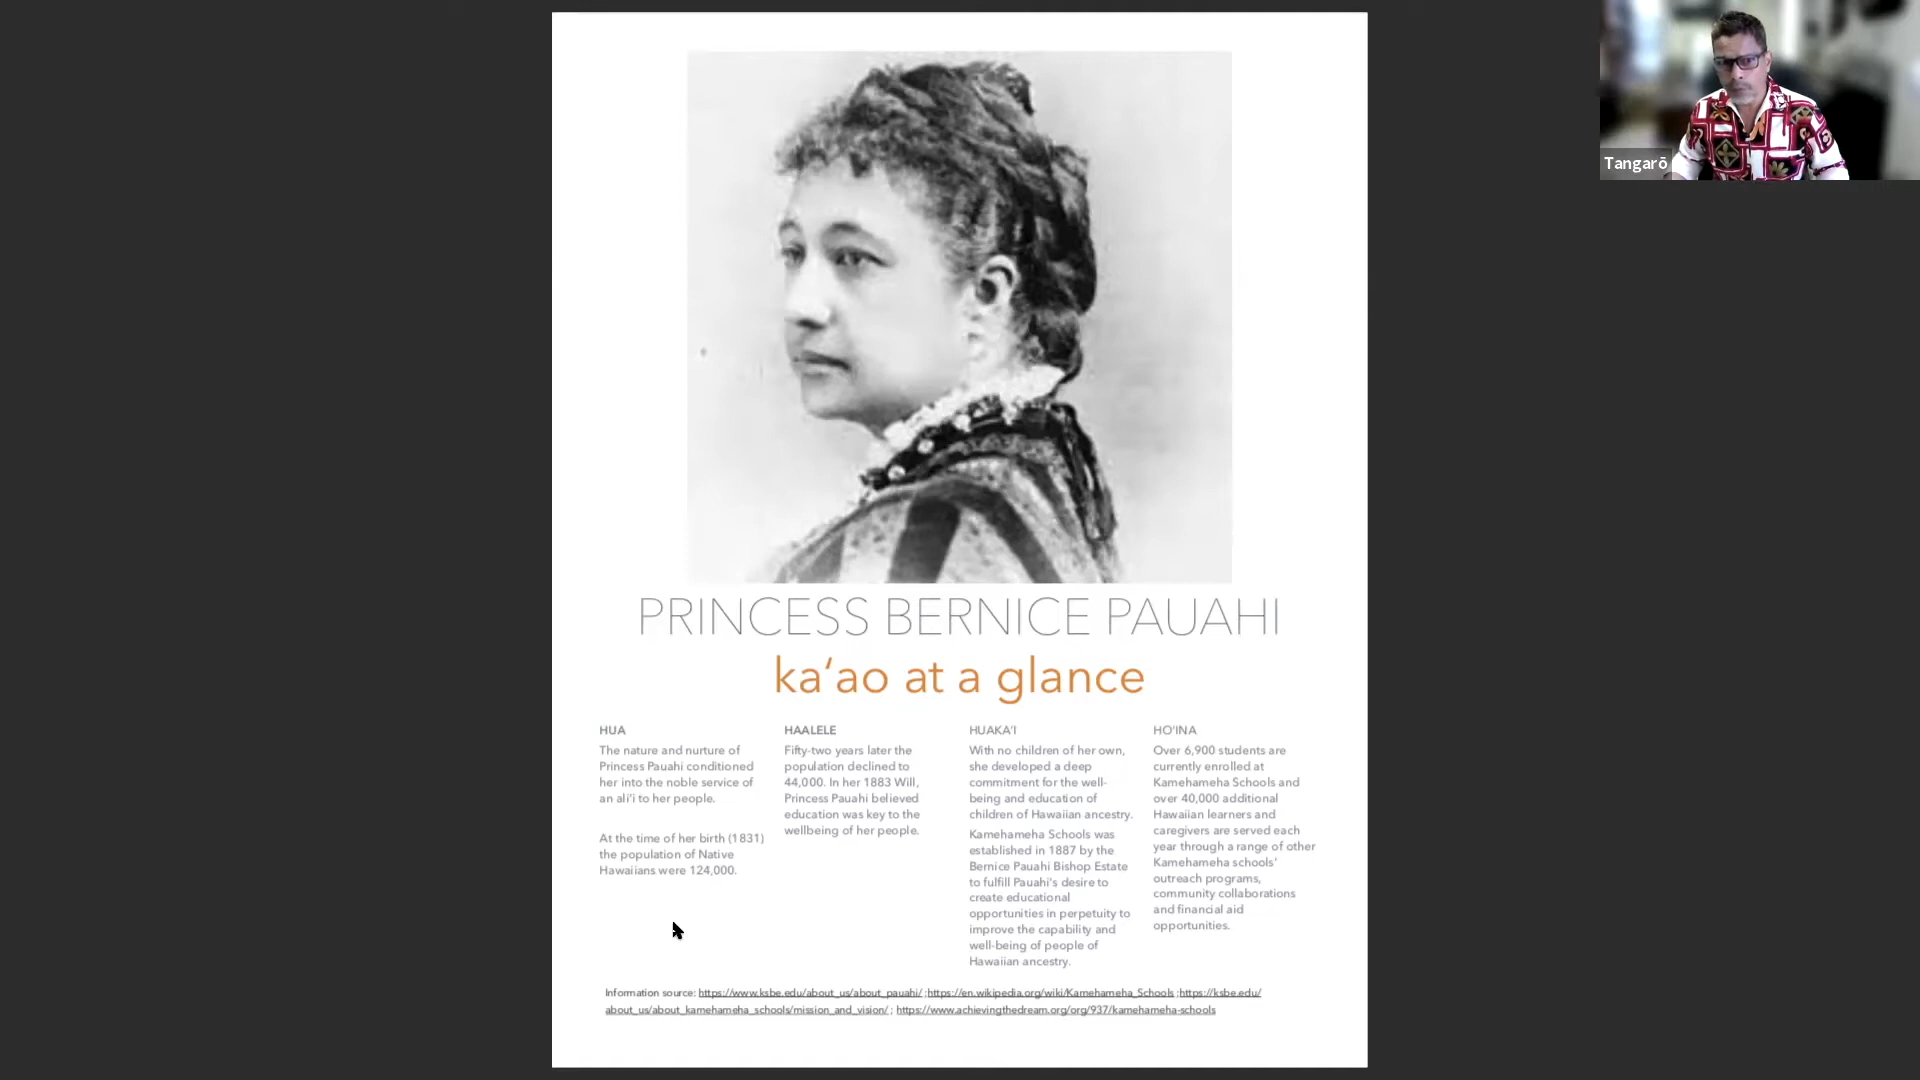 Tangarō
PRINCESS BERNICE PAUAHI
kaʻao at a glance
HUA
The nature and nurture of
Princess Pauahi conditioned
her into the noble service of
an ali'i to her people.
At the time of her birth (1831)
the population of Native
Hawaiians were 124,000.
HAALELE
Fifty-two years later the
population declined to
44,000. In her 1883 Will,
Princess Pauahi believed
education was key to the
wellbeing of her people.
HUAKA'I
With no children of her own,
she developed a deep
commitment for the well-
being and education of
children of Hawaiian ancestry.
Kamehameha Schools was
established in 1887 by the
Bernice Pauahi Bishop Estate
to fulfill Pauahi's desire to
create educational
opportunities in perpetuity to
improve the capability and
well-being of people of
Hawaiian ancestry.
HO'INA
Over 6,900 students are
currently enrolled at
Kamehameha Schools and
over 40,000 additional
Hawaiian learners and
caregivers are served each
year through a range of other
Kamehameha schools'
outreach programs,
community collaborations
and financial aid
opportunities.
Information source: https://www.ksbe.edu/about_us/about_pauahi/ ;https://en.wikipedia.org/wiki/Kamehameha_Schools ;https://ksbe.edu/
about_us/about_kamehameha_schools/mission_and_vision/ ; https://www.achievingthedream.org/org/937/kamehameha-schools